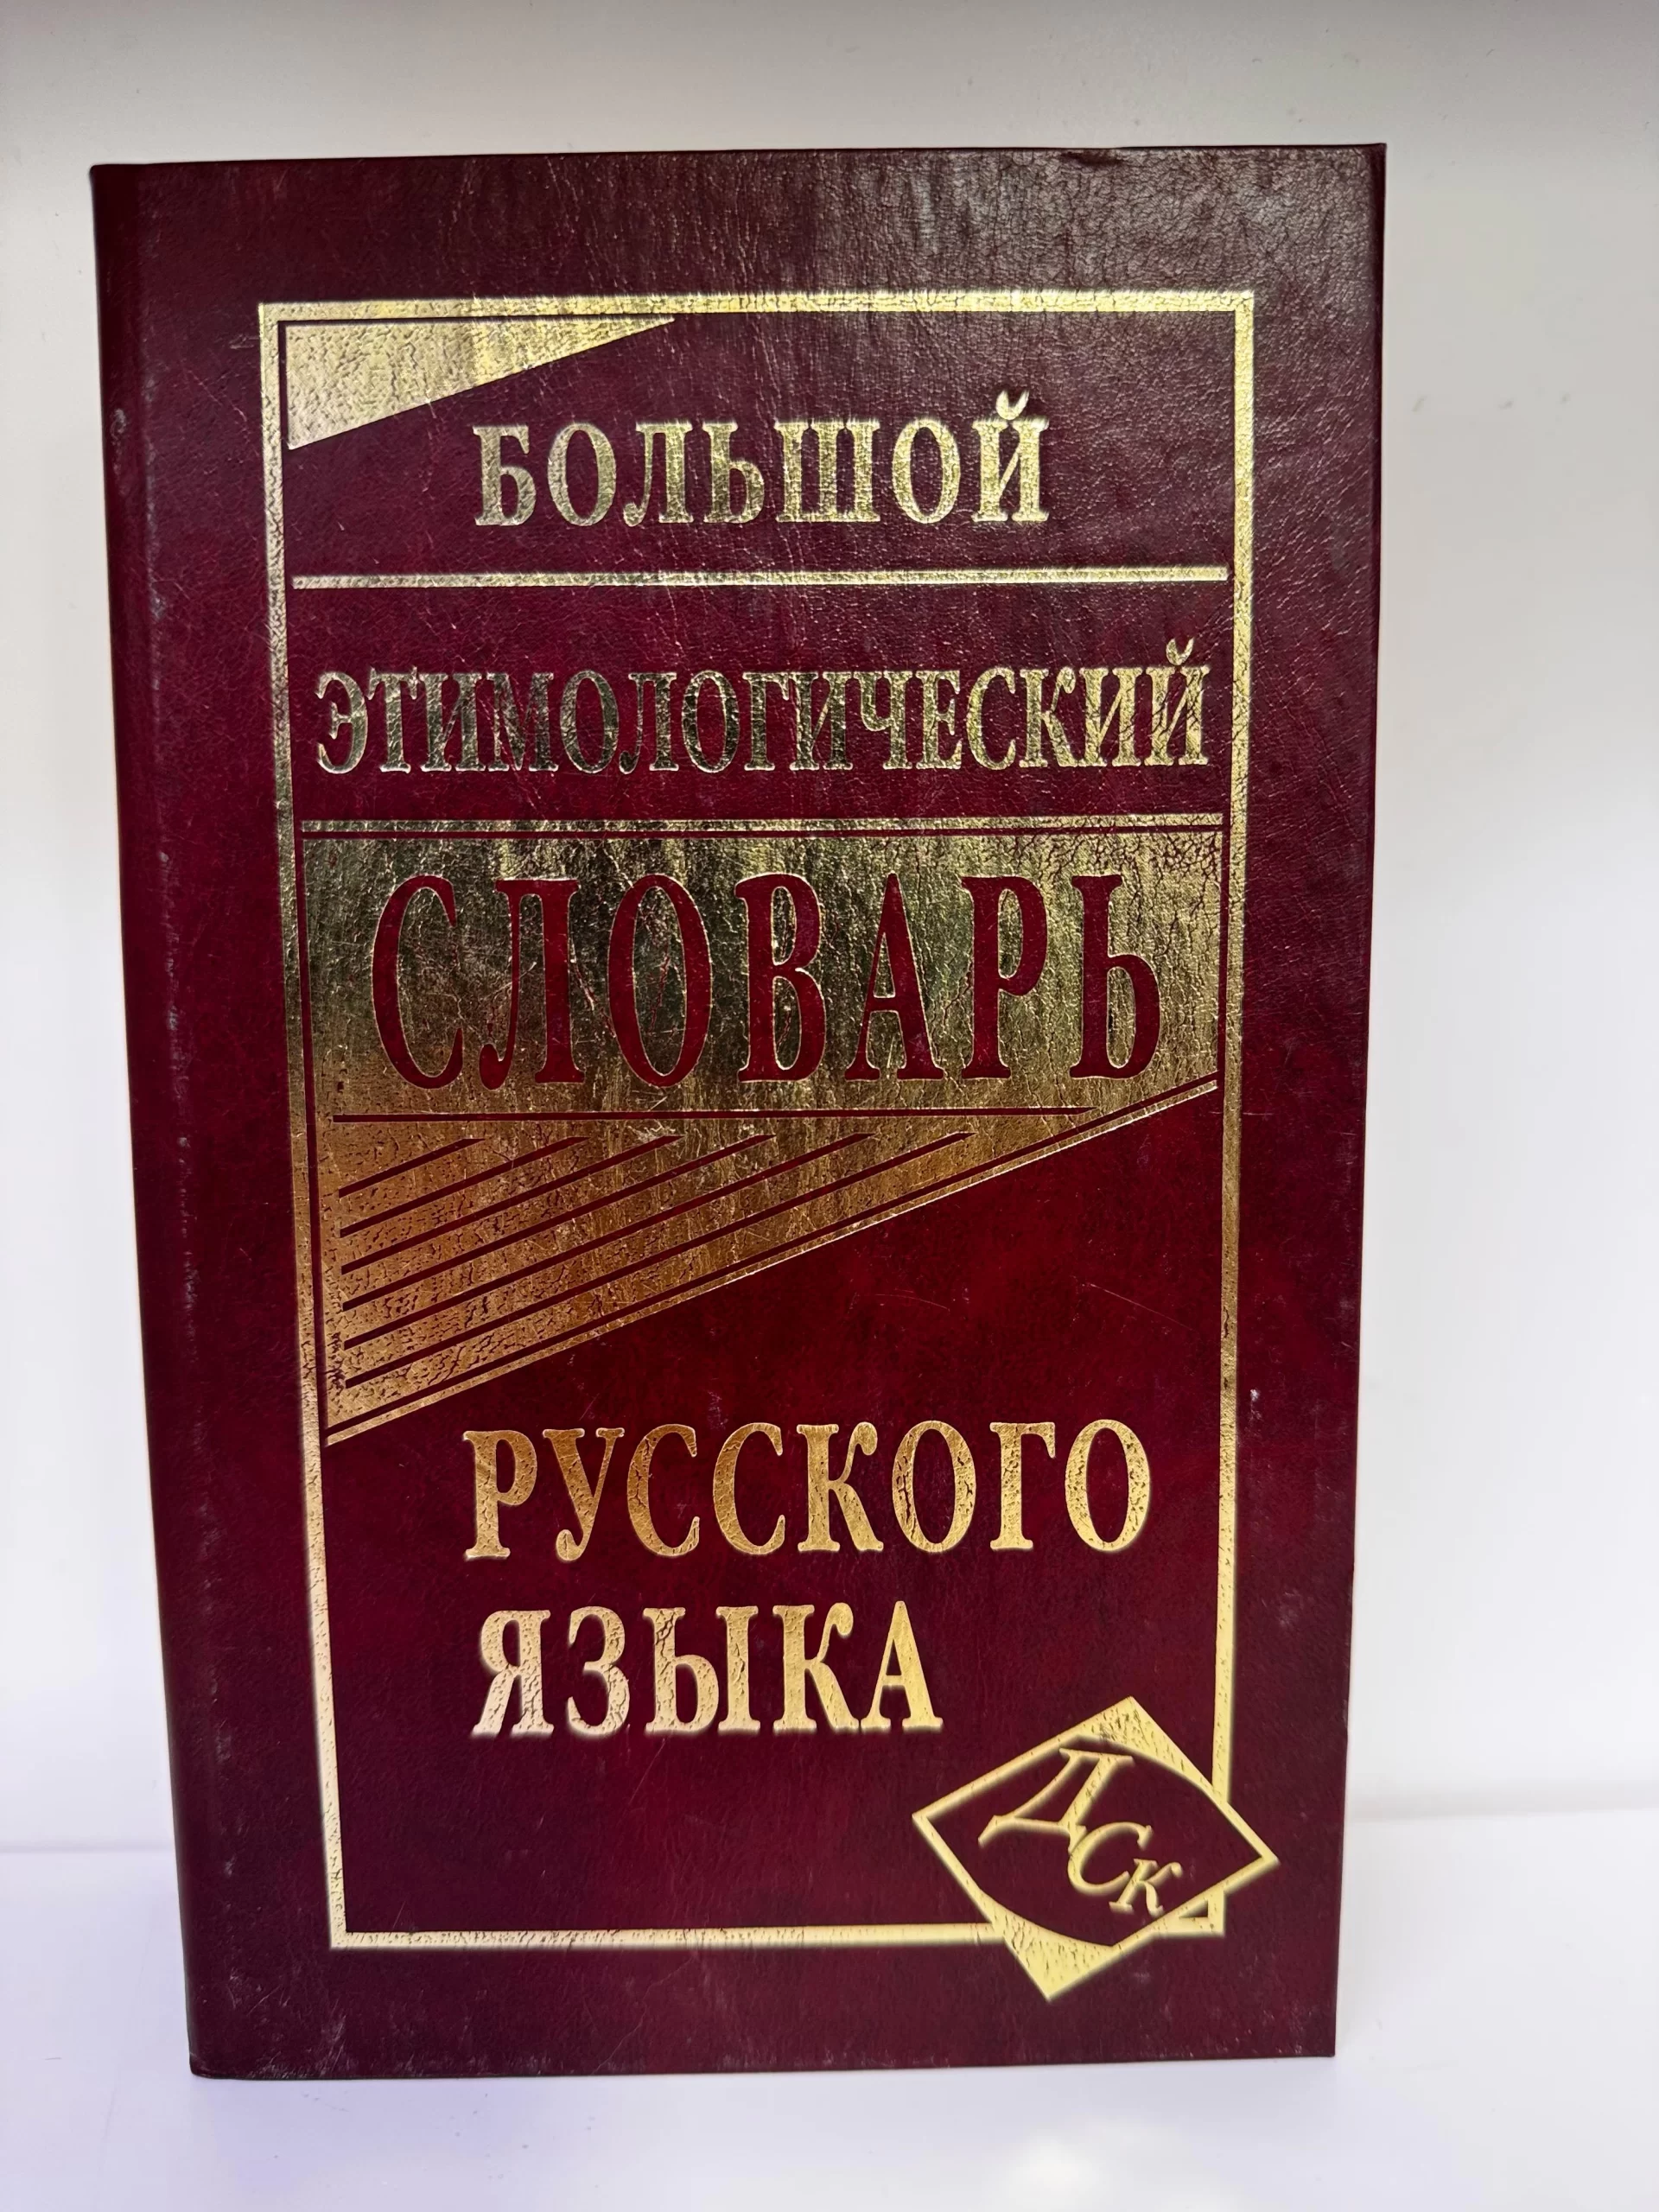 БОЛЬШОЙ
ЭТИМОЛОГИЧЕСКИЙ
СЛОВАРЬ
РУССКОГО
ЯЗЫКА
ДСК